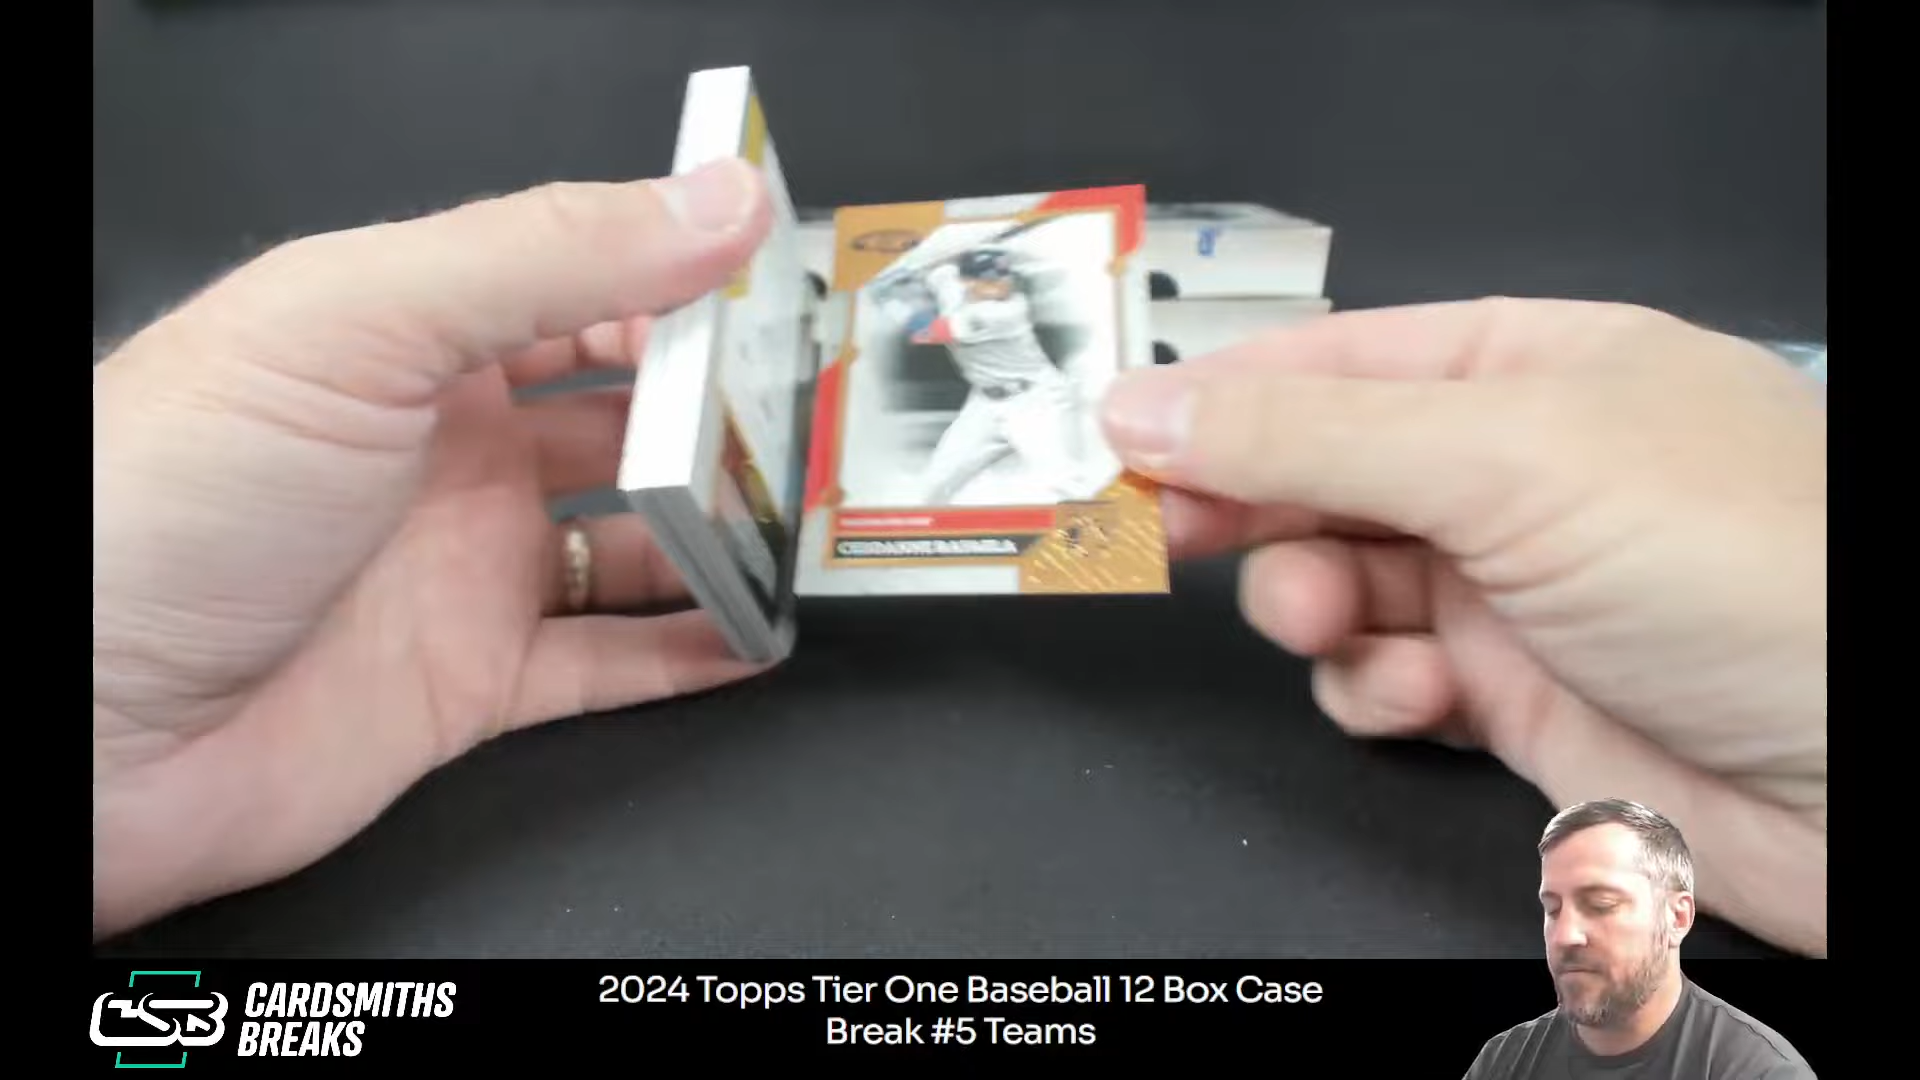 CARDSMITHS
BREAKS
2024 Topps Tier One Baseball 12 Box Case
Break #5 Teams